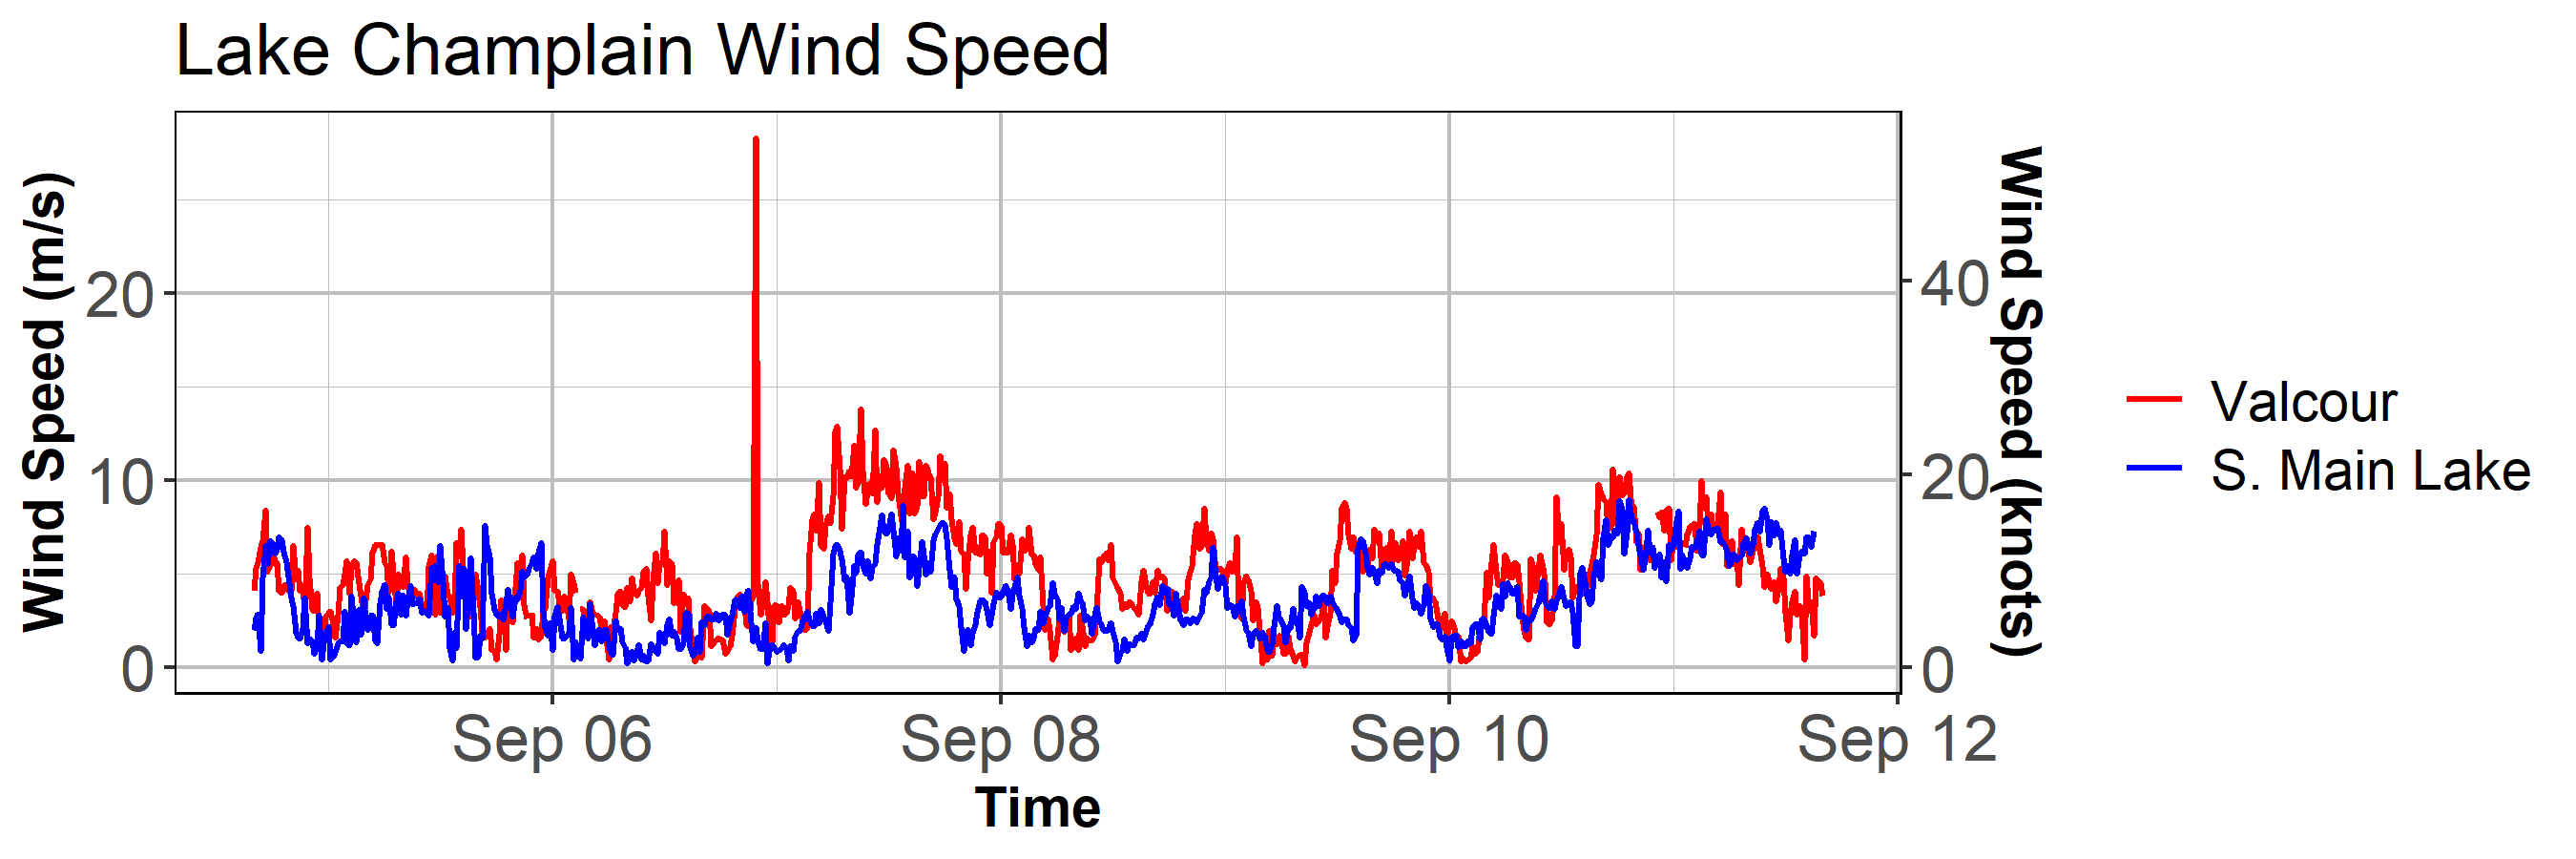 Lake Champlain Wind Speed
Wind Speed (m/s)
20
10
0
40
20
0
Wind Speed (knots)
Sep 06
Sep 08
Sep 10
Sep 12
Time
Valcour
S. Main Lake